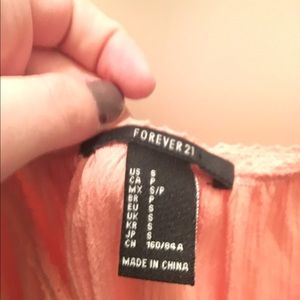 FOREVER 21
US S
CA P
MX S/P
BR P
EU S
UK S
KR S
JP S
CN 160/84A
MADE IN CHINA